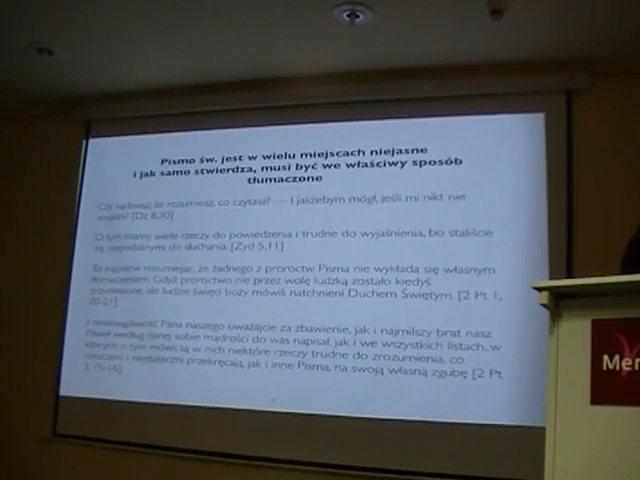 Pismo św. jest w wielu miejscach niejasne
i jak samo stwierdza, musi być we właściwy sposób
tłumaczone
Czy sądzisz, że rozumiesz, co czytasz? — I jakżebym mógł, jeśli mi nikt nie
wyjaśni? [Dz 8,30]
O tym mamy wiele rzeczy do powiedzenia i trudne do wyjaśnienia, bo staliście
się niepodatnymi do słuchania. [Żyd 5,11]
To najpierw rozumiejąc, że żadnego z proroctw Pisma nie wykłada się własnym
tłumaczeniem. Gdyż proroctwo nie przez wolę ludzką zostało kiedyś
przyniesione, ale ludzie święci boży mówili natchnieni Duchem Świętym. [2 Pt 1,
20-21]
I nieskwapliwość Pana naszego uważajcie za zbawienie, jak i najmilszy brat nasz
Paweł według danej sobie mądrości do was napisał, jak i we wszystkich listach, w
których o tym mówi; są w nich niektóre rzeczy trudne do zrozumienia, co
nieuczeni i niestateczni przekręcają, jak i inne Pisma, na swoją własną zgubę [2 Pt
3, 15-16]
Mer